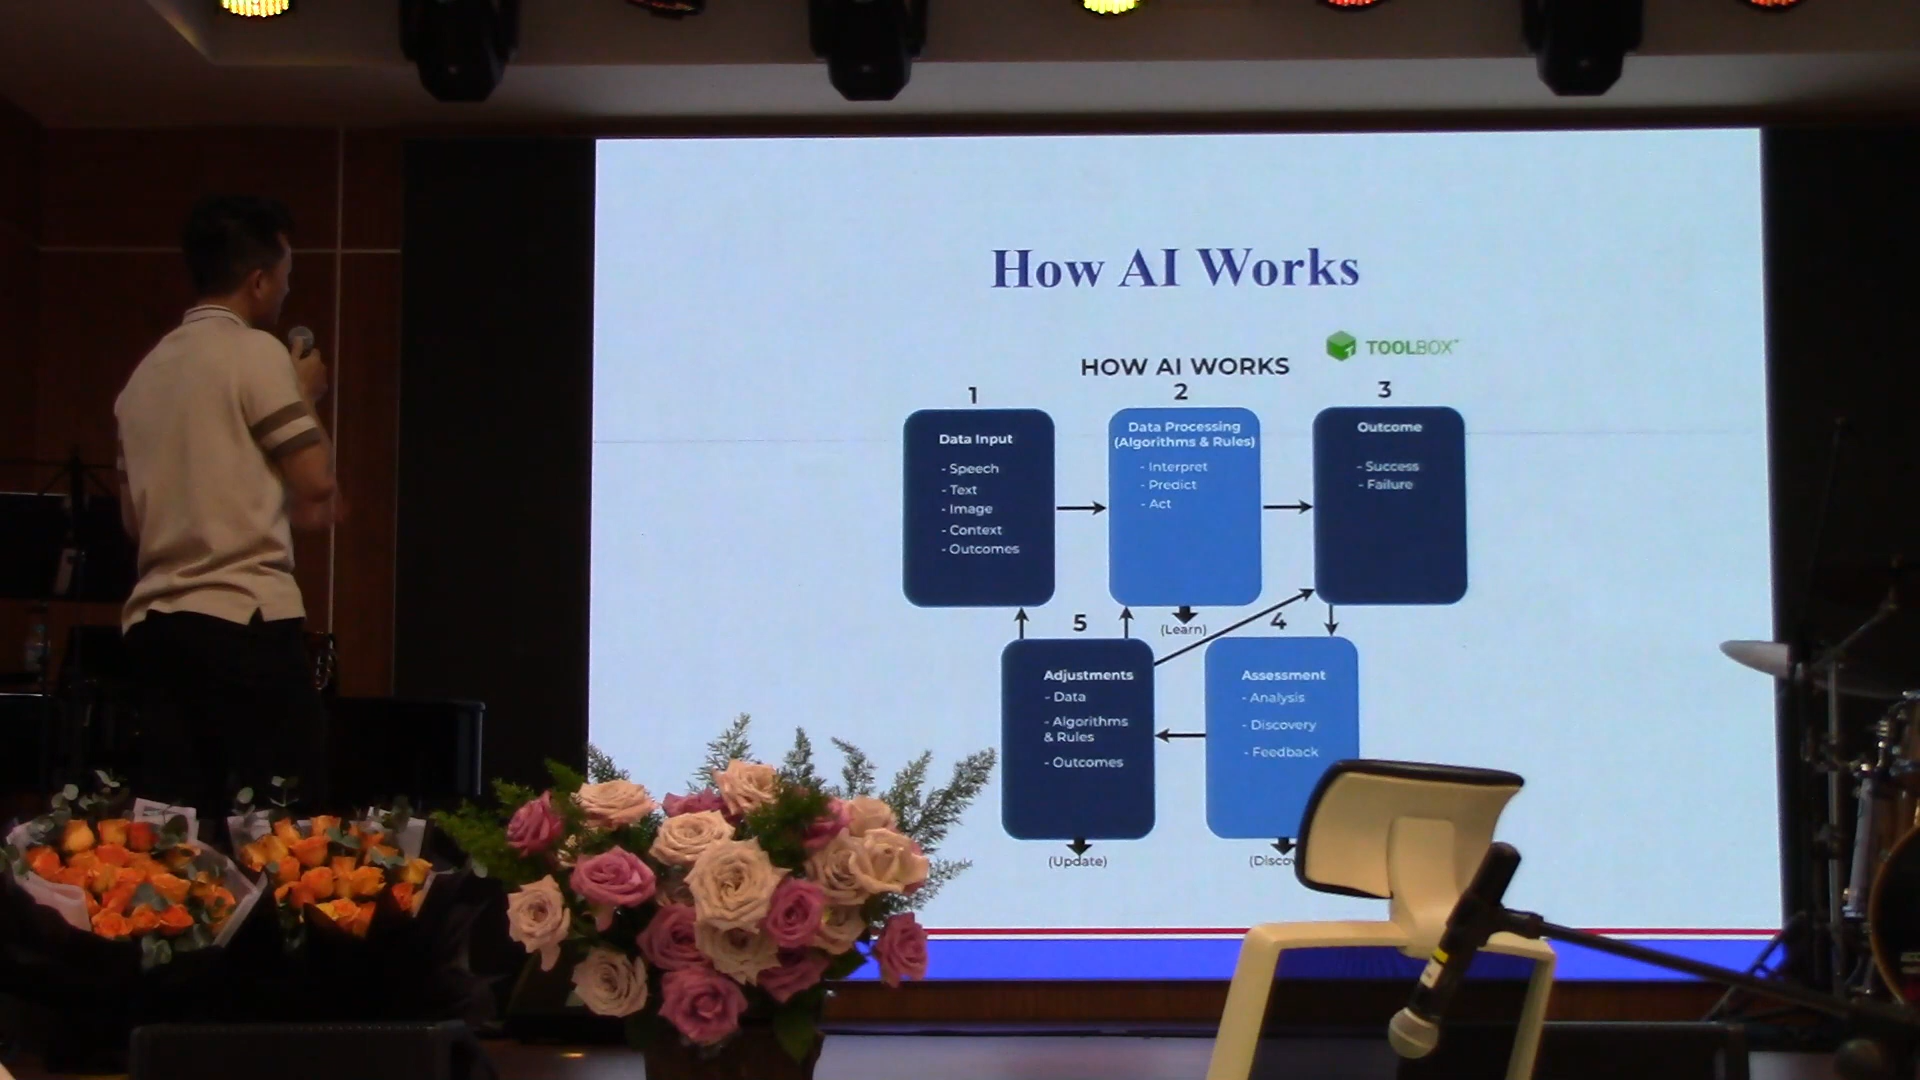 How AI Works
TOOLBOX
HOW AI WORKS
1
2
3
Data Input
- Speech
- Text
- Image
- Context
- Outcomes
Data Processing
(Algorithms & Rules)
- Interpret
- Predict
- Act
Outcome
- Success
- Failure
(Learn)
5
4
Adjustments
- Data
- Algorithms
& Rules
- Outcomes
Assessment
- Analysis
- Discovery
- Feedback
(Update)